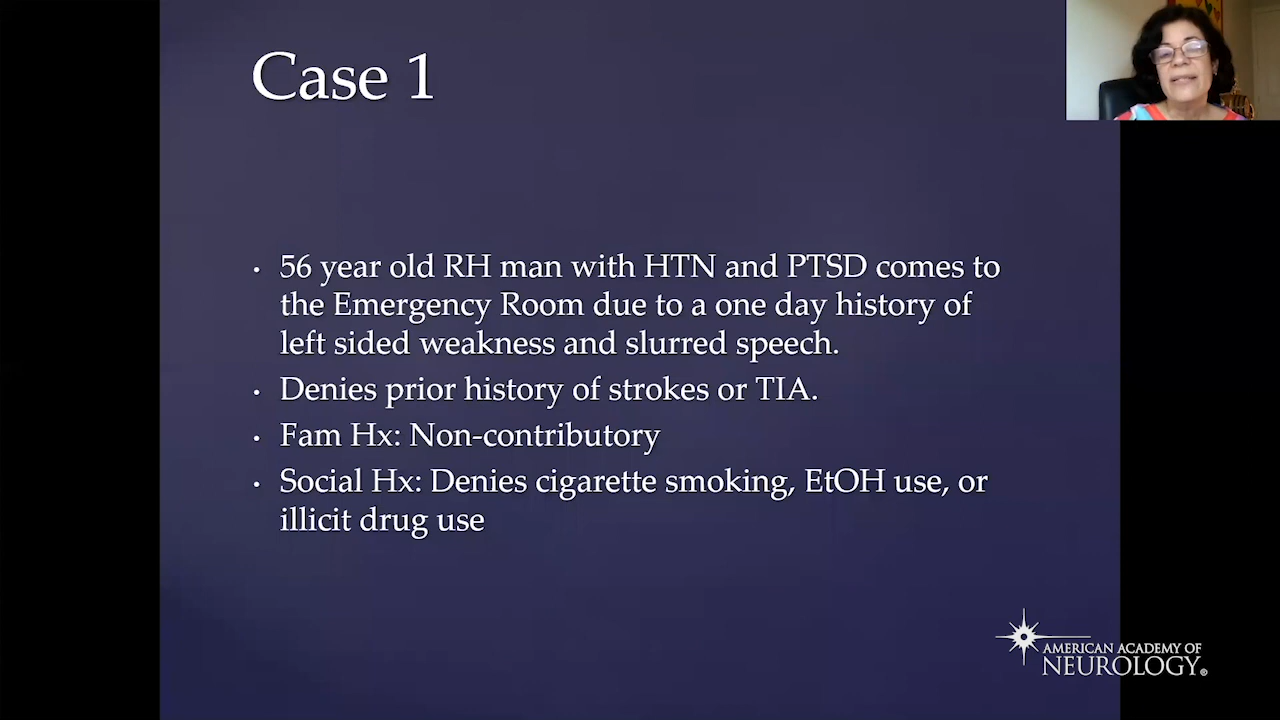 Case 1
• 56 year old RH man with HTN and PTSD comes to
the Emergency Room due to a one day history of
left sided weakness and slurred speech.
• Denies prior history of strokes or TIA.
• Fam Hx: Non-contributory
• Social Hx: Denies cigarette smoking, EtOH use, or
illicit drug use
AMERICAN ACADEMY OF
NEUROLOGY®